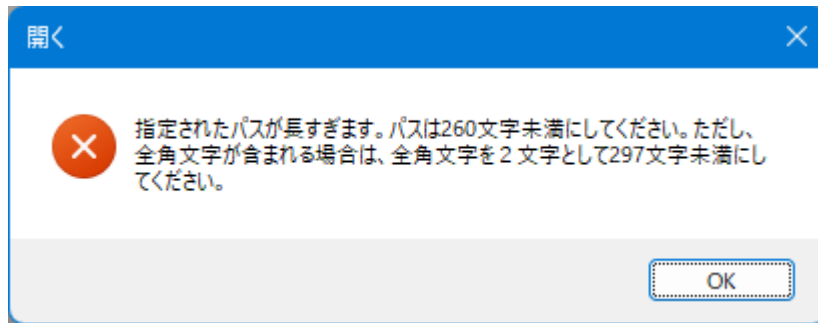 開く
指定されたパスが長すぎます。パスは260文字未満にしてください。ただし、
全角文字が含まれる場合は、全角文字を２文字として297文字未満にし
てください。
OK